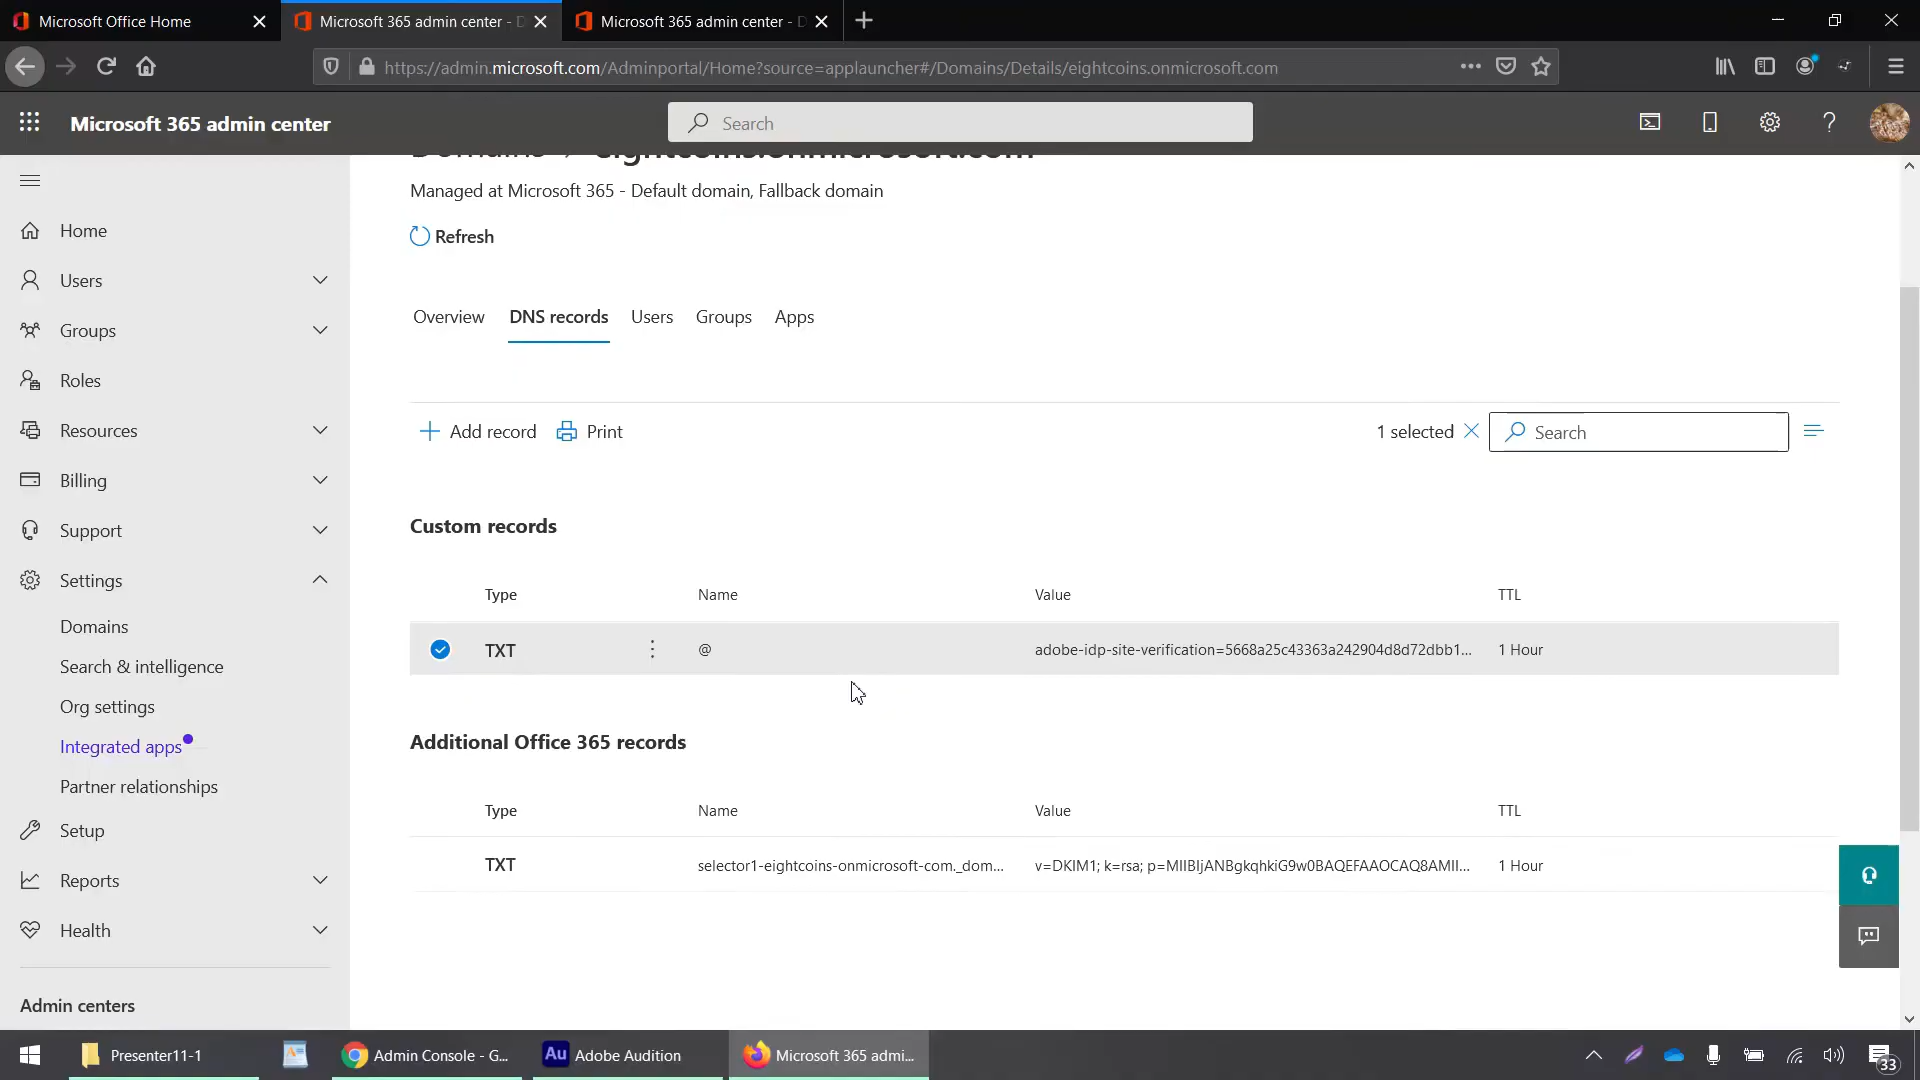 Microsoft Office Home
Microsoft 365 admin center - D
Microsoft 365 admin center - D
https://admin.microsoft.com/Adminportal/Home?source=applauncher#/Domains/Details/eightcoins.onmicrosoft.com
Microsoft 365 admin center
Search
Domains > eightcoins.onmicrosoft.com
Managed at Microsoft 365 - Default domain, Fallback domain
Refresh
Home
Users
Groups
Roles
Resources
Billing
Support
Settings
Domains
Search & intelligence
Org settings
Integrated apps
Partner relationships
Setup
Reports
Health
Admin centers
Overview DNS records Users Groups Apps
Add record Print 1 selected Search
Custom records
Type Name Value TTL
TXT @ adobe-idp-site-verification=5668a25c43363a242904d8d72dbb1... 1 Hour
Additional Office 365 records
Type Name Value TTL
TXT selector1-eightcoins-onmicrosoft-com._dom... v=DKIM1; k=rsa; p=MIIBIjANBgkqhkiG9w0BAQEFAAOCAQ8AMII... 1 Hour
Presenter11-1
Admin Console - G...
Au Adobe Audition
Microsoft 365 admi...
33